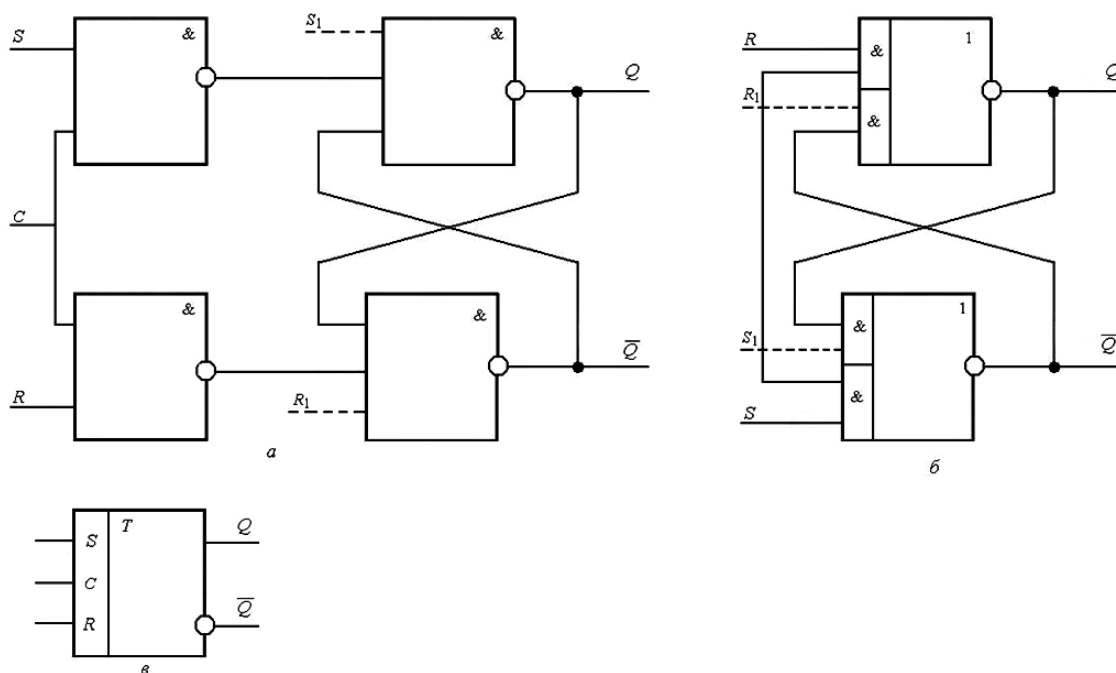 S & S₁ & Q
C
R & R₁ & Q̅
а
R & 1 Q
R₁ &
S₁ & 1 Q̅
S &
б
S T Q
C
R Q̅
в